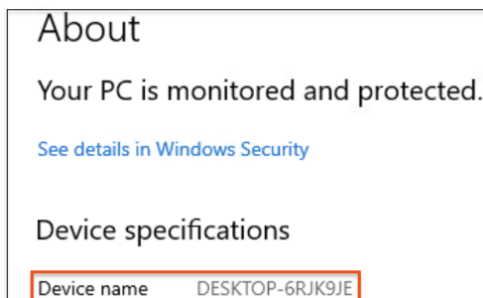 About
Your PC is monitored and protected.
See details in Windows Security
Device specifications
Device name DESKTOP-6RJK9JE